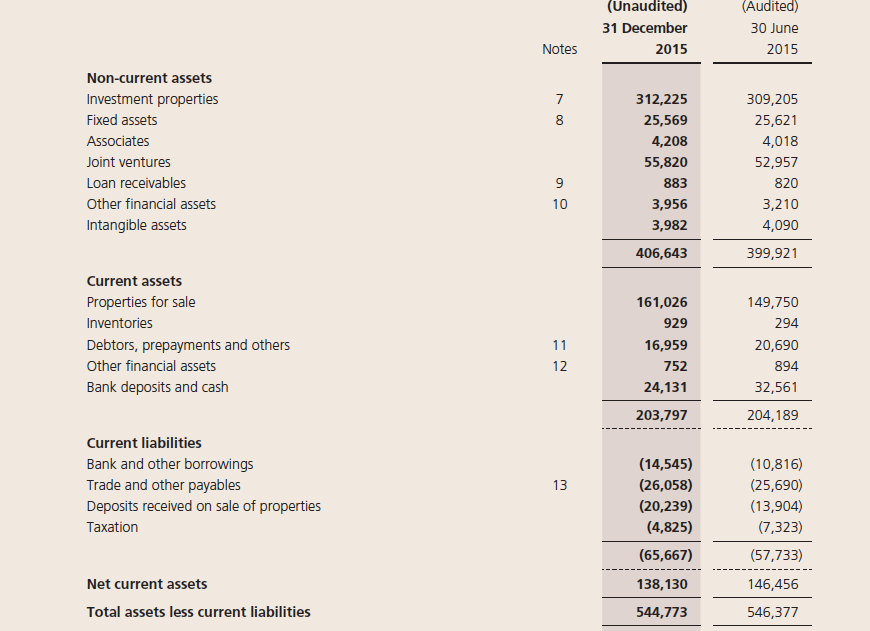 (Unaudited) (Audited)
31 December 30 June
Notes 2015 2015
Non-current assets
Investment properties 7 312,225 309,205
Fixed assets 8 25,569 25,621
Associates 4,208 4,018
Joint ventures 55,820 52,957
Loan receivables 9 883 820
Other financial assets 10 3,956 3,210
Intangible assets 3,982 4,090
406,643 399,921
Current assets
Properties for sale 161,026 149,750
Inventories 929 294
Debtors, prepayments and others 11 16,959 20,690
Other financial assets 12 752 894
Bank deposits and cash 24,131 32,561
203,797 204,189
Current liabilities
Bank and other borrowings (14,545) (10,816)
Trade and other payables 13 (26,058) (25,690)
Deposits received on sale of properties (20,239) (13,904)
Taxation (4,825) (7,323)
(65,667) (57,733)
Net current assets 138,130 146,456
Total assets less current liabilities 544,773 546,377